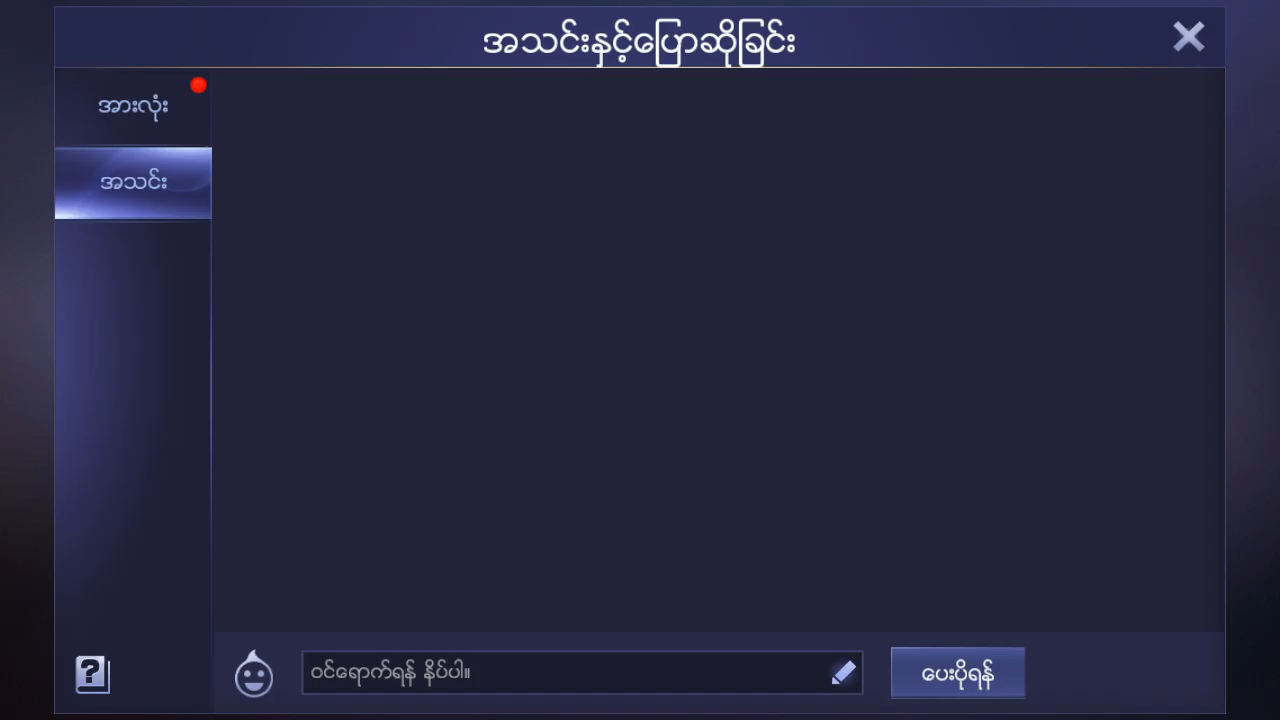 အသင်းနှင့်ပြောဆိုခြင်း
အားလုံး
အသင်း
ဝင်ရောက်ရန် နှိပ်ပါ။
ပေးပို့ရန်